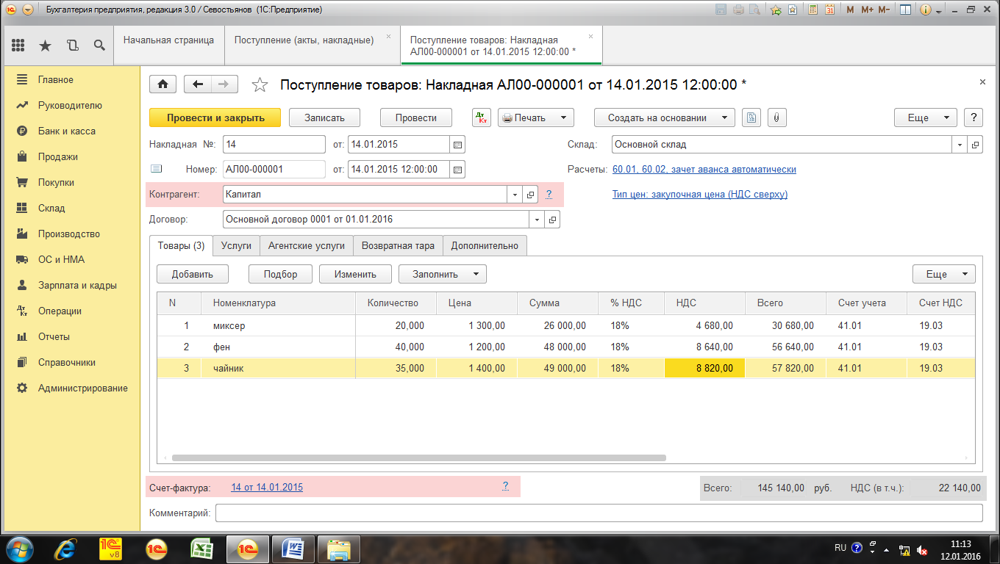 Бухгалтерия предприятия, редакция 3.0 / Севостьянов (1С:Предприятие)
M M+ M-
Начальная страница
Поступление (акты, накладные)
Поступление товаров: Накладная
АЛ00-000001 от 14.01.2015 12:00:00 *
Главное
Руководителю
Банк и касса
Продажи
Покупки
Склад
Производство
ОС и НМА
Зарплата и кадры
Операции
Отчеты
Справочники
Администрирование
Поступление товаров: Накладная АЛ00-000001 от 14.01.2015 12:00:00 *
Провести и закрыть Записать Провести Дт Кт Печать Создать на основании Еще ?
Накладная №: 14 от: 14.01.2015 Склад: Основной склад
Номер: АЛ00-000001 от: 14.01.2015 12:00:00 Расчеты: 60.01, 60.02, зачет аванса автоматически
Контрагент: Капитал ? Тип цен: закупочная цена (НДС сверху)
Договор: Основной договор 0001 от 01.01.2016
Товары (3) Услуги Агентские услуги Возвратная тара Дополнительно
Добавить Подбор Изменить Заполнить Еще
N Номенклатура Количество Цена Сумма % НДС НДС Всего Счет учета Счет НДС
1 миксер 20,000 1 300,00 26 000,00 18% 4 680,00 30 680,00 41.01 19.03
2 фен 40,000 1 200,00 48 000,00 18% 8 640,00 56 640,00 41.01 19.03
3 чайник 35,000 1 400,00 49 000,00 18% 8 820,00 57 820,00 41.01 19.03
Счет-фактура: 14 от 14.01.2015 ? Всего: 145 140,00 руб. НДС (в т.ч.): 22 140,00
Комментарий:
RU
11:13
12.01.2016